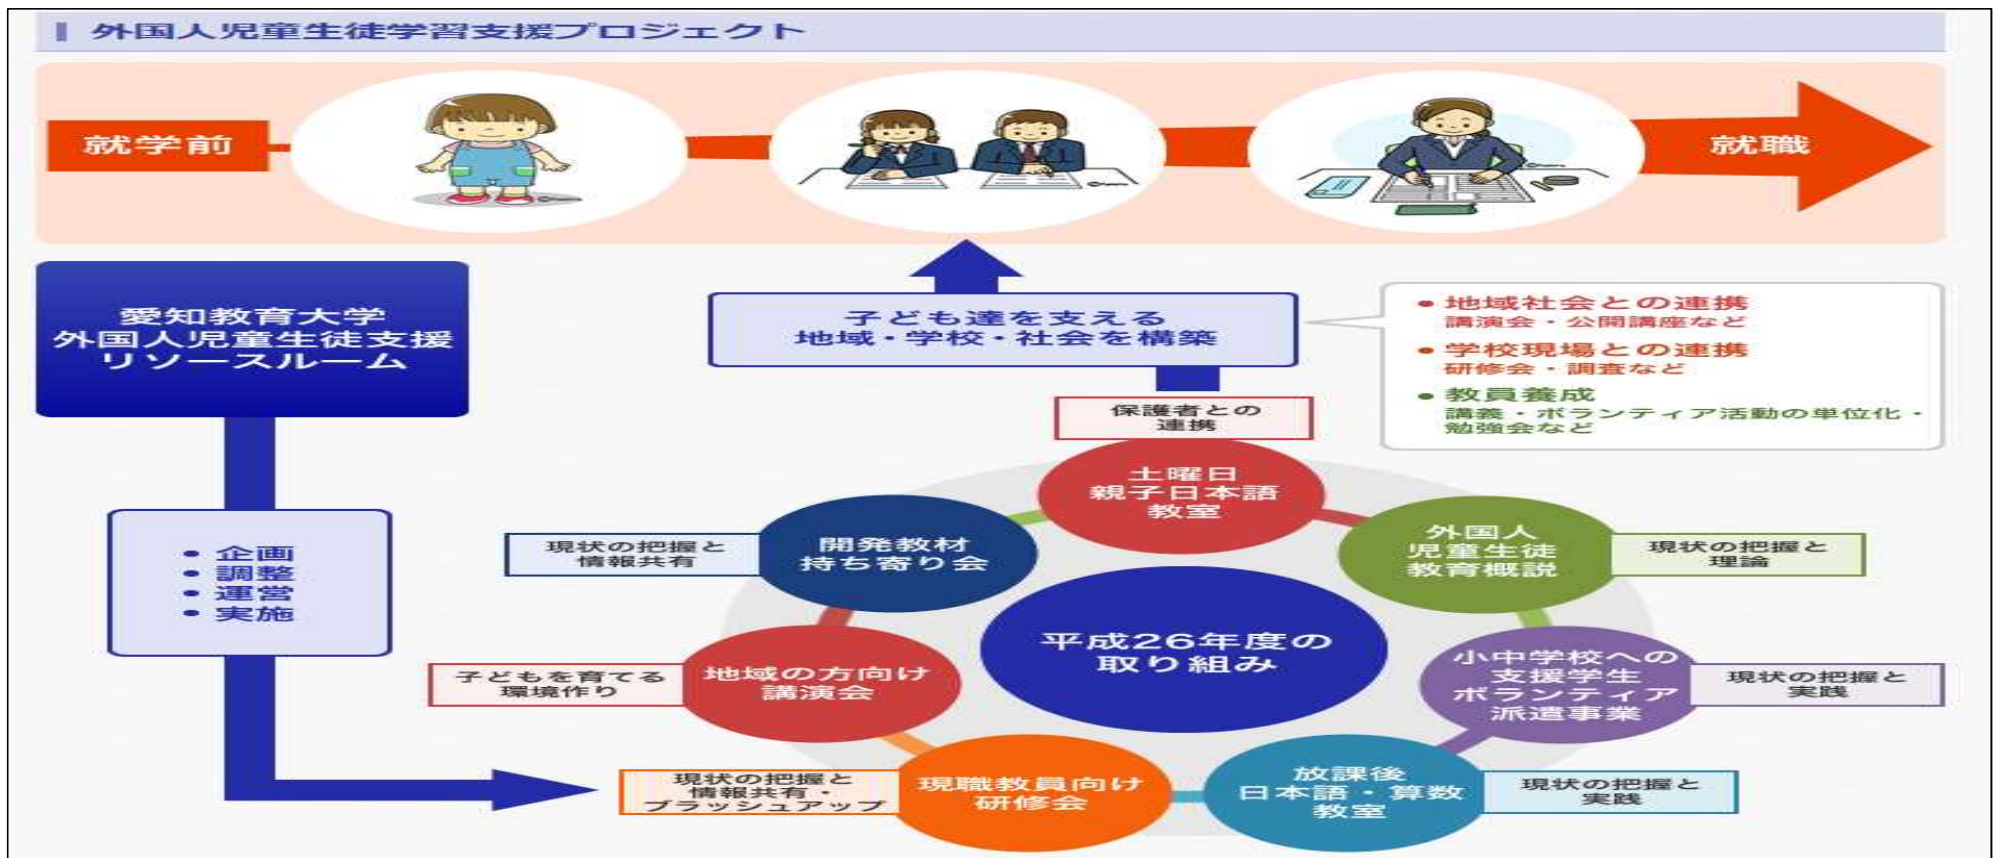 外国人児童生徒学習支援プロジェクト
就学前
就職
愛知教育大学
外国人児童生徒支援
リソースルーム
子ども達を支える
地域・学校・社会を構築
• 地域社会との連携
講演会・公開講座など
• 学校現場との連携
研修会・調査など
• 教員養成
講義・ボランティア活動の単位化・
勉強会など
• 企画
• 調整
• 運営
• 実施
保護者との
連携
土曜日
親子日本語
教室
現状の把握と
情報共有
開発教材
持ち寄り会
外国人
児童生徒
教育概説
現状の把握と
理論
平成26年度の
取り組み
子どもを育てる
環境作り
地域の方向け
講演会
小中学校への
支援学生
ボランティア
派遣事業
現状の把握と
実践
現状の把握と
情報共有・
ブラッシュアップ
現職教員向け
研修会
放課後
日本語・算数
教室
現状の把握と
実践